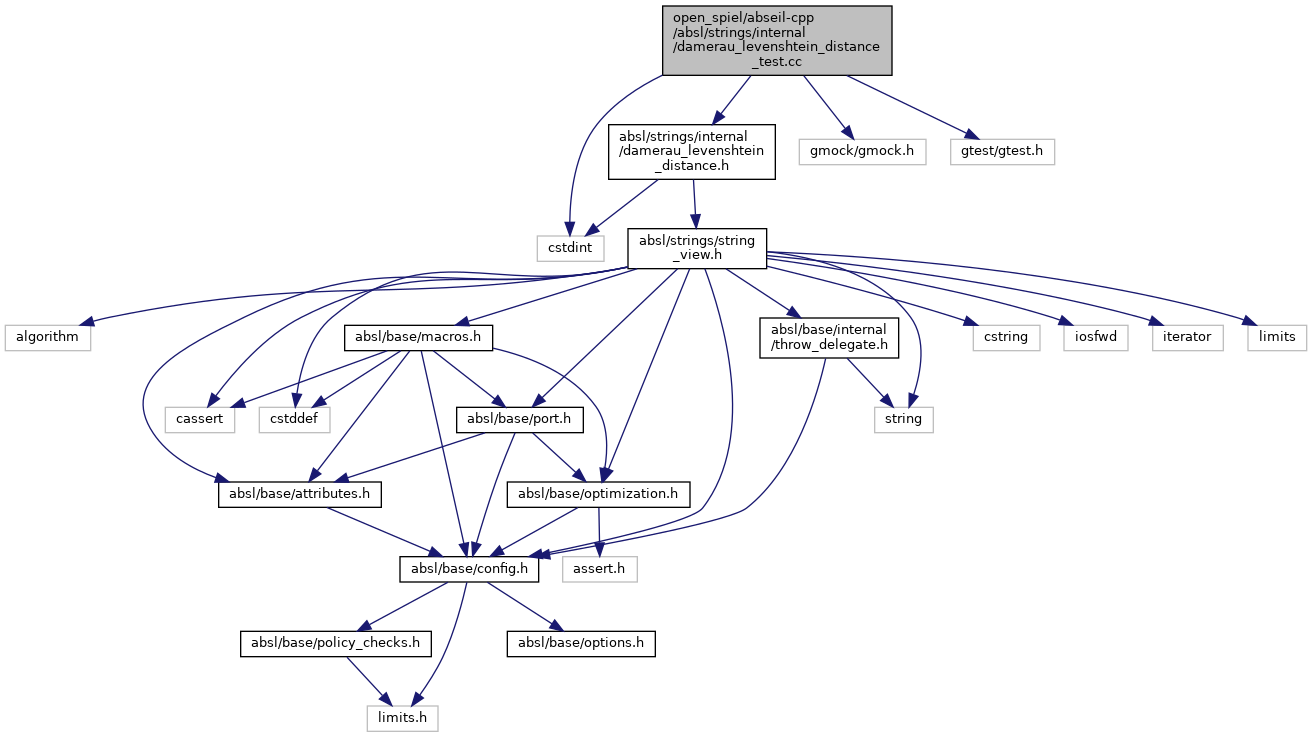 open_spiel/abseil-cpp
/absl/strings/internal
/damerau_levenshtein_distance
_test.cc
absl/strings/internal
/damerau_levenshtein
_distance.h
gmock/gmock.h
gtest/gtest.h
cstdint
absl/strings/string
_view.h
algorithm
absl/base/macros.h
absl/base/internal
/throw_delegate.h
cstring
iosfwd
iterator
limits
cassert
cstddef
absl/base/port.h
string
absl/base/attributes.h
absl/base/optimization.h
absl/base/config.h
assert.h
absl/base/policy_checks.h
absl/base/options.h
limits.h